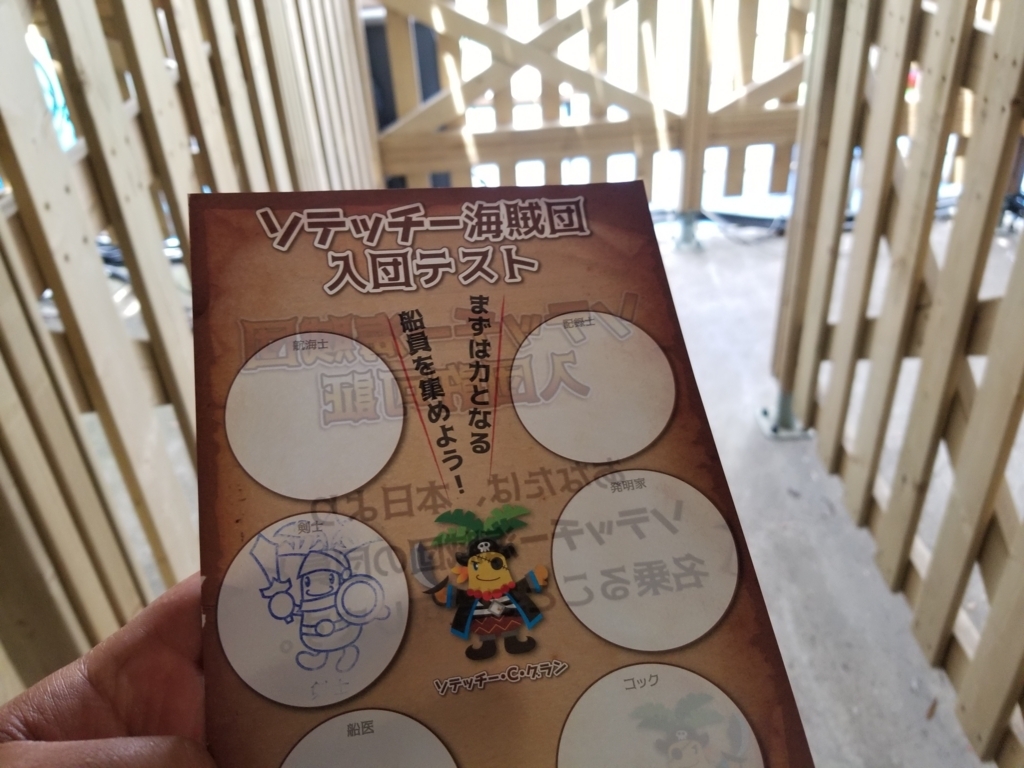 ソテッチー海賊団
入団テスト
まずは力となる
船員を集めよう！
航海士
記録士
剣士
発明家
ソテッチー・C・クラン
船医
コック